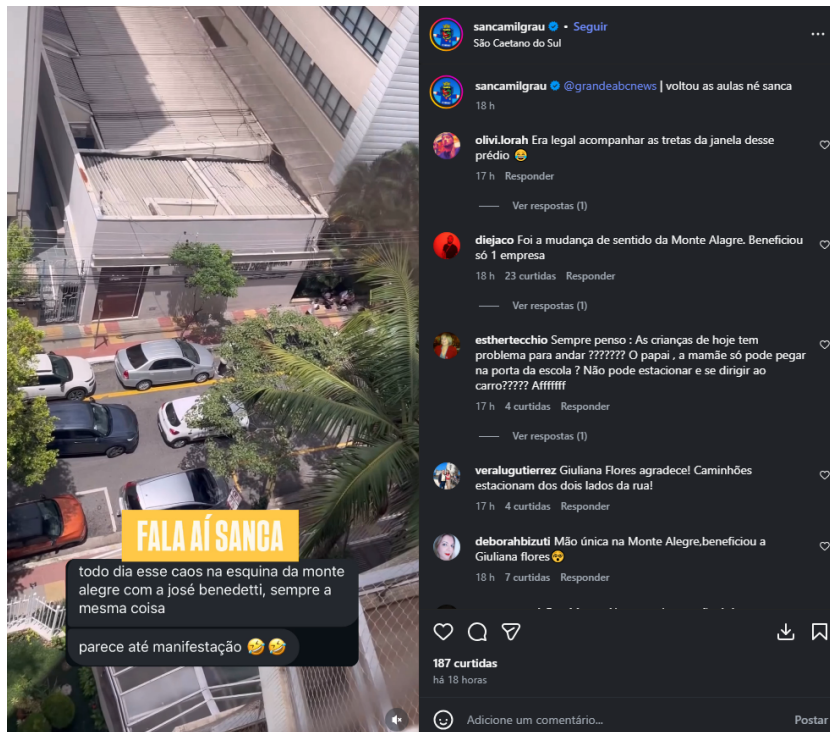 FALA AÍ SANCA
todo dia esse caos na esquina da monte
alegre com a josé benedetti, sempre a
mesma coisa
parece até manifestação 🤣🤣
sancamilgrau • Seguir
São Caetano do Sul
sancamilgrau @grandeabcnews | voltou as aulas né sanca
18 h
olivi.lorah Era legal acompanhar as tretas da janela desse
prédio 😂
17 h Responder
Ver respostas (1)
diejaco Foi a mudança de sentido da Monte Alagre. Beneficiou
só 1 empresa
18 h 23 curtidas Responder
Ver respostas (1)
esthertecchio Sempre penso : As crianças de hoje tem
problema para andar ??????? O papai , a mamãe só pode pegar
na porta da escola ? Não pode estacionar e se dirigir ao
carro????? Afffffff
17 h 4 curtidas Responder
Ver respostas (1)
veralugutierrez Giuliana Flores agradece! Caminhões
estacionam dos dois lados da rua!
17 h 4 curtidas Responder
deborahbizuti Mão única na Monte Alegre,beneficiou a
Giuliana flores🥺
18 h 7 curtidas Responder
187 curtidas
há 18 horas
Adicione um comentário...
Postar